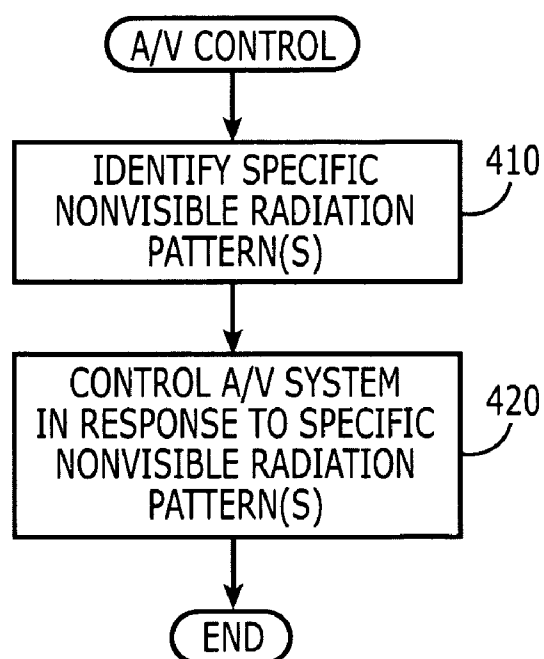 A/V CONTROL
IDENTIFY SPECIFIC
NONVISIBLE RADIATION
PATTERN(S)
410
CONTROL A/V SYSTEM
IN RESPONSE TO SPECIFIC
NONVISIBLE RADIATION
PATTERN(S)
420
END